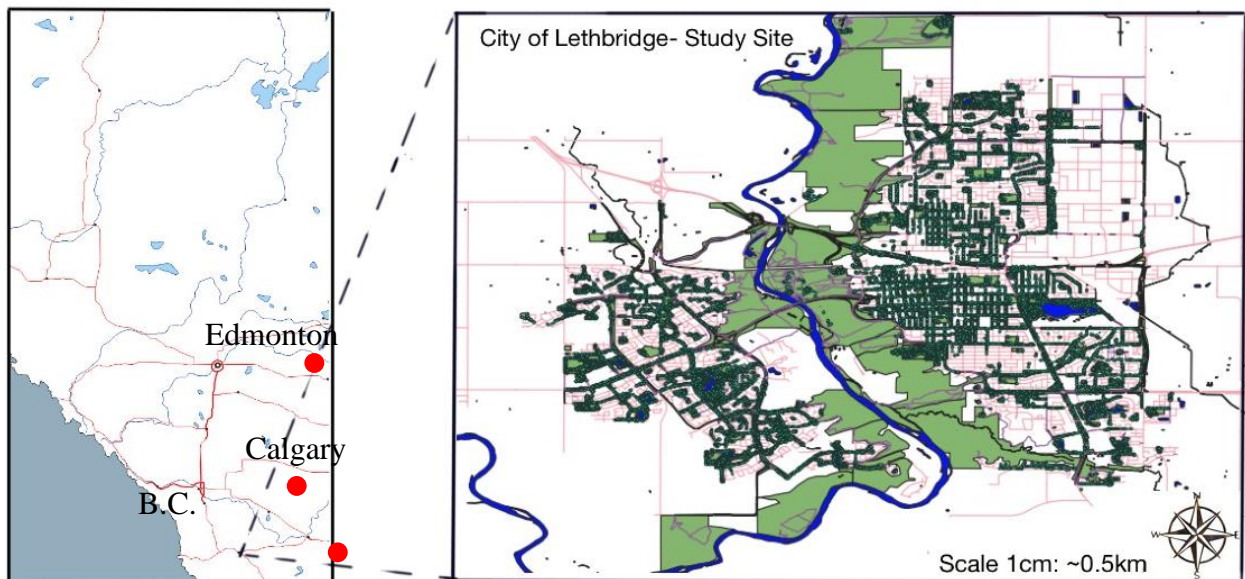 Edmonton
Calgary
B.C.
City of Lethbridge- Study Site
N
W
E
S
Scale 1cm: ~0.5km